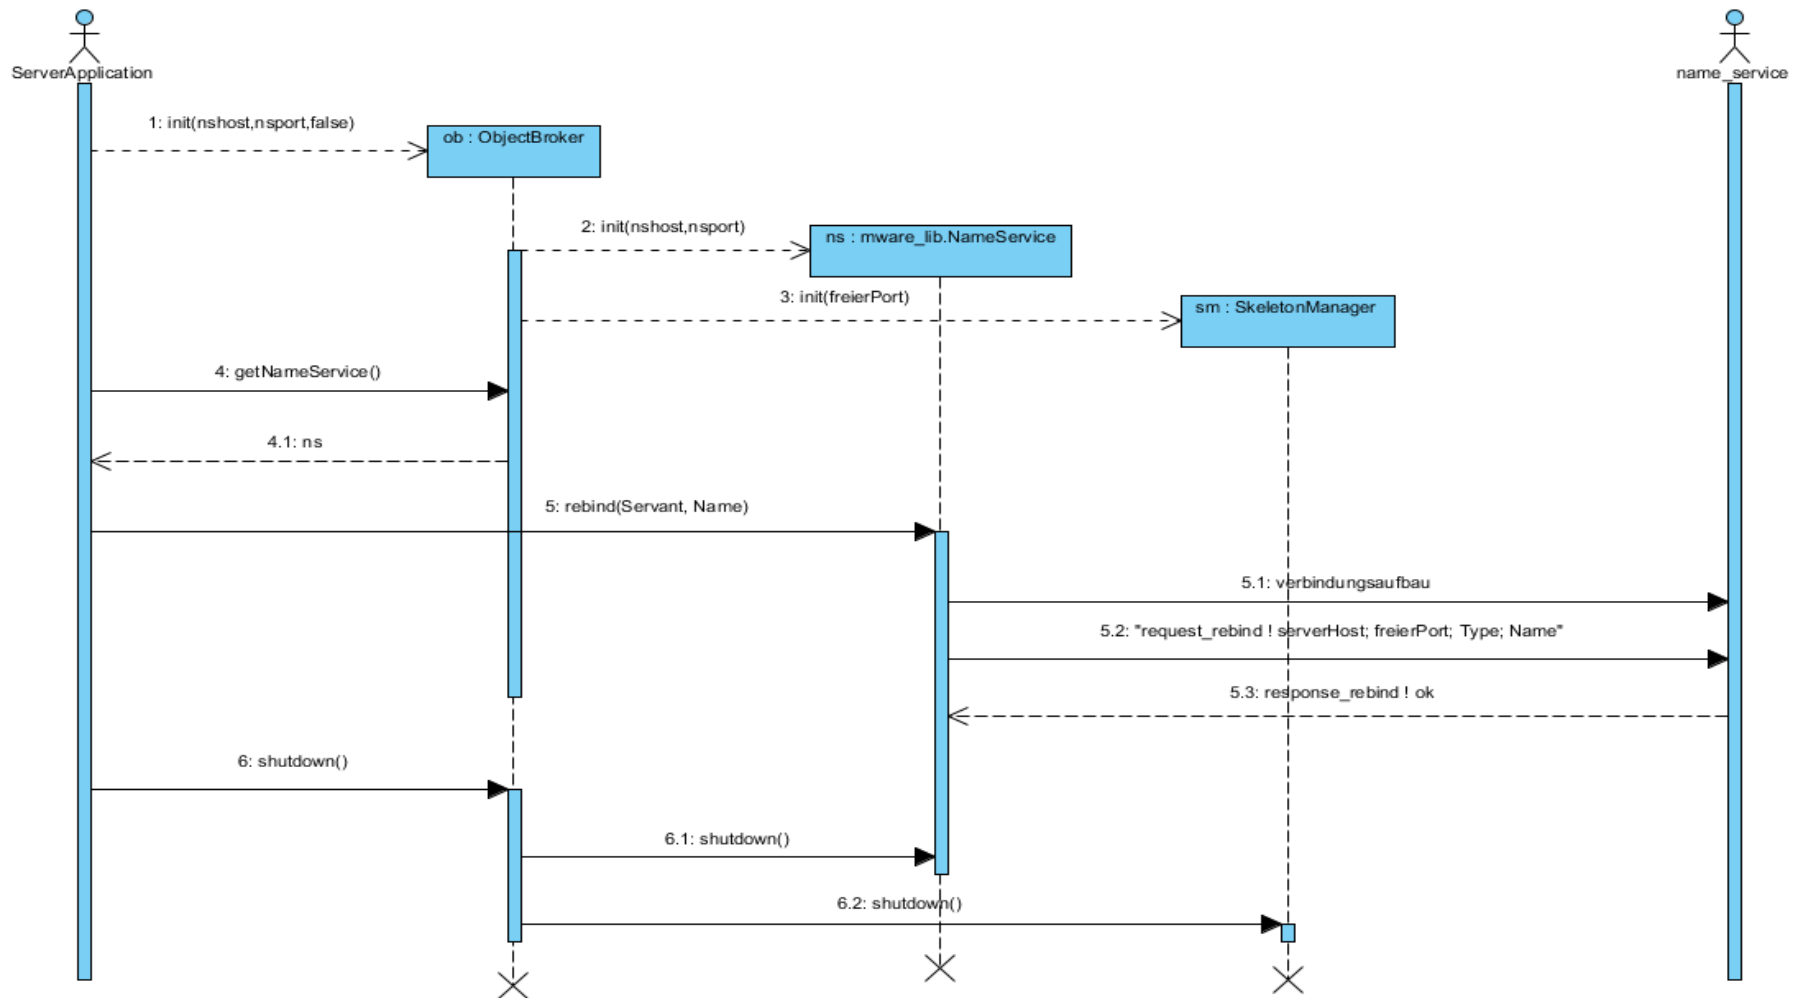 ServerApplication
name_service
1: init(nshost,nsport,false)
ob : ObjectBroker
2: init(nshost,nsport)
ns : mware_lib.NameService
3: init(freierPort)
sm : SkeletonManager
4: getNameService()
4.1: ns
5: rebind(Servant, Name)
5.1: verbindungsaufbau
5.2: "request_rebind ! serverHost; freierPort; Type; Name"
5.3: response_rebind ! ok
6: shutdown()
6.1: shutdown()
6.2: shutdown()